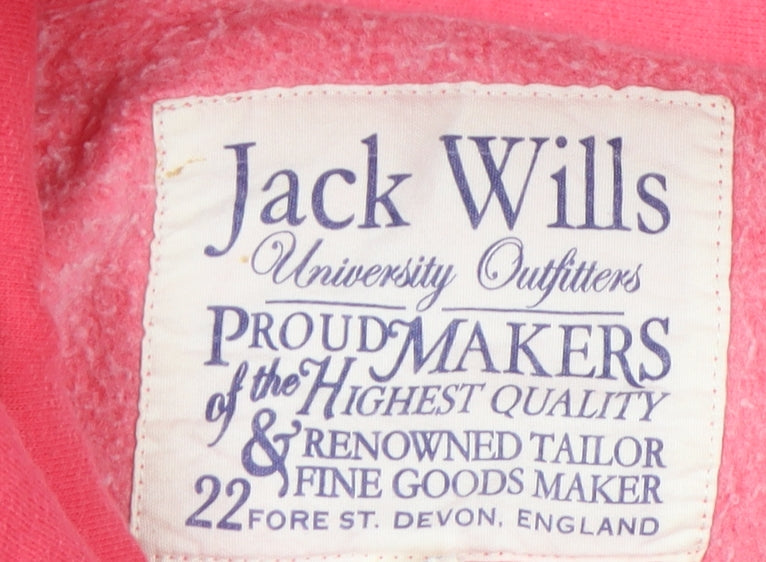 Jack Wills
University Outfitters
PROUD MAKERS
of the HIGHEST QUALITY
& RENOWNED TAILOR
FINE GOODS MAKER
22 FORE ST. DEVON, ENGLAND